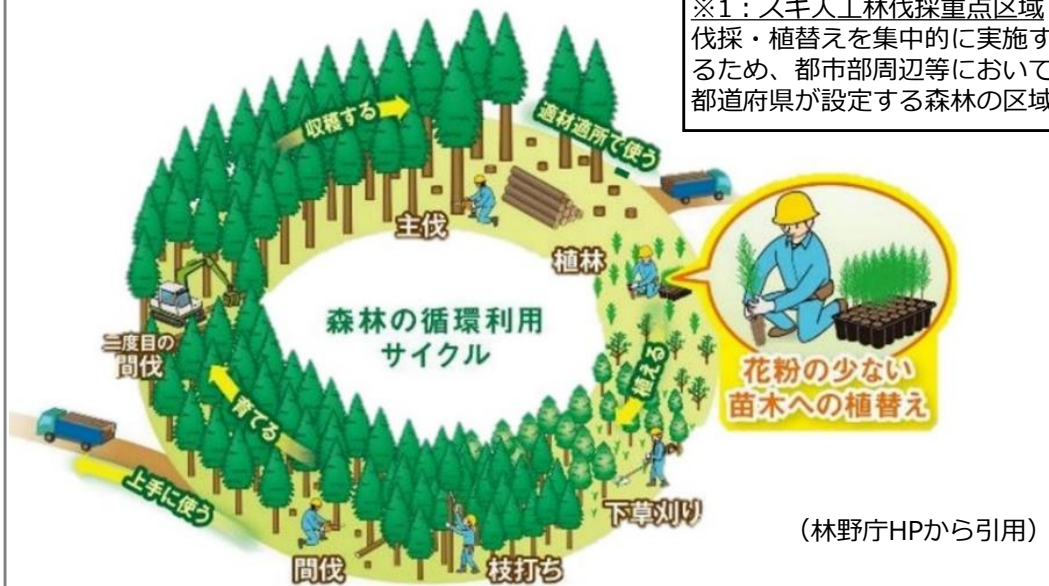 ※1：スギ人工林伐採重点区域
伐採・植替えを集中的に実施す
るため、都市部周辺等において
都道府県が設定する森林の区域
収穫する
適材適所で使う
主伐
植林
森林の循環利用
サイクル
二度目の
間伐
植える
花粉の少ない
苗木への植替え
育てる
上手に使う
下草刈り
間伐
枝打ち
（林野庁HPから引用）